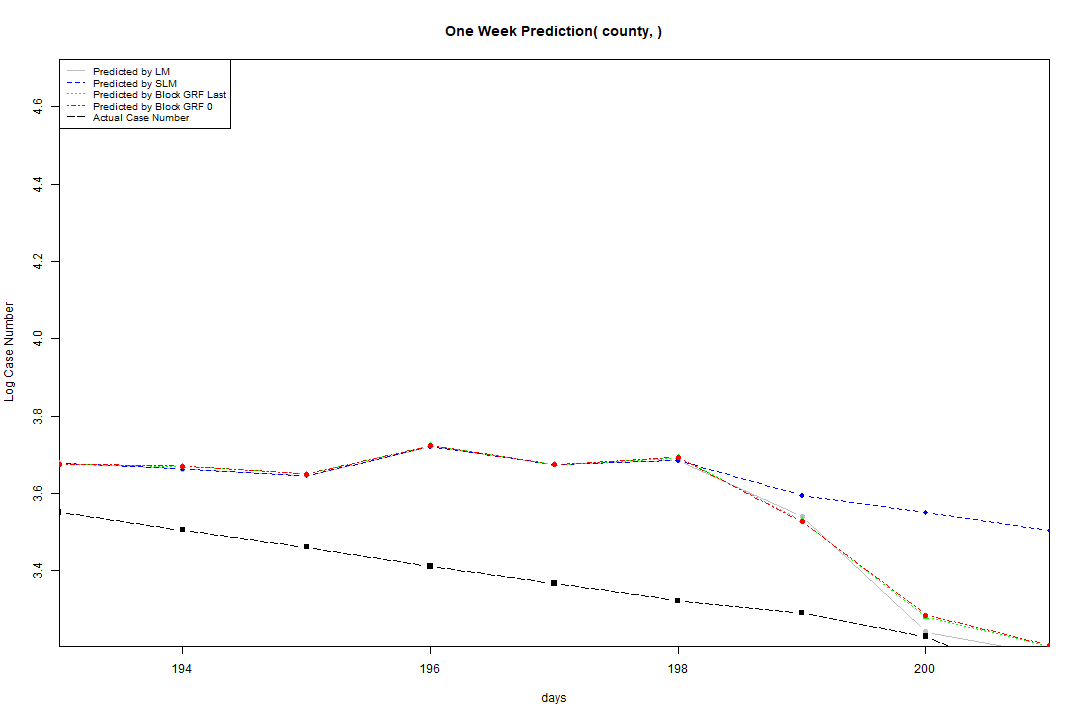 One Week Prediction( county, )
Predicted by LM
Predicted by SLM
Predicted by Block GRF Last
Predicted by Block GRF 0
Actual Case Number
Log Case Number
4.6
4.4
4.2
4.0
3.8
3.6
3.4
194 196 198 200
days